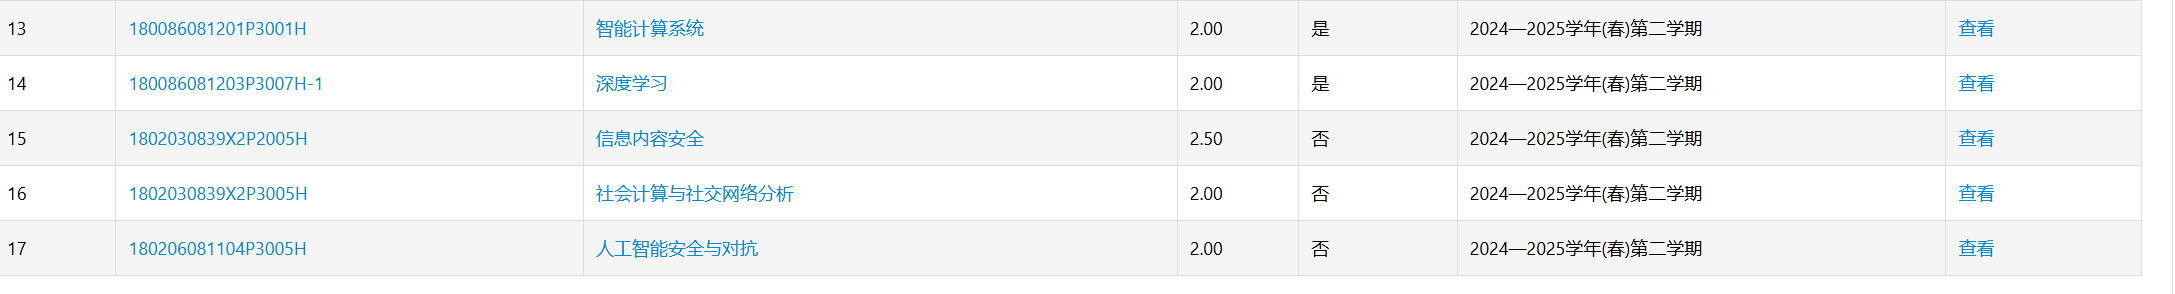 13 180086081201P3001H 智能计算系统 2.00 是 2024—2025学年(春)第二学期 查看
14 180086081203P3007H-1 深度学习 2.00 是 2024—2025学年(春)第二学期 查看
15 1802030839X2P2005H 信息内容安全 2.50 否 2024—2025学年(春)第二学期 查看
16 1802030839X2P3005H 社会计算与社交网络分析 2.00 否 2024—2025学年(春)第二学期 查看
17 180206081104P3005H 人工智能安全与对抗 2.00 否 2024—2025学年(春)第二学期 查看